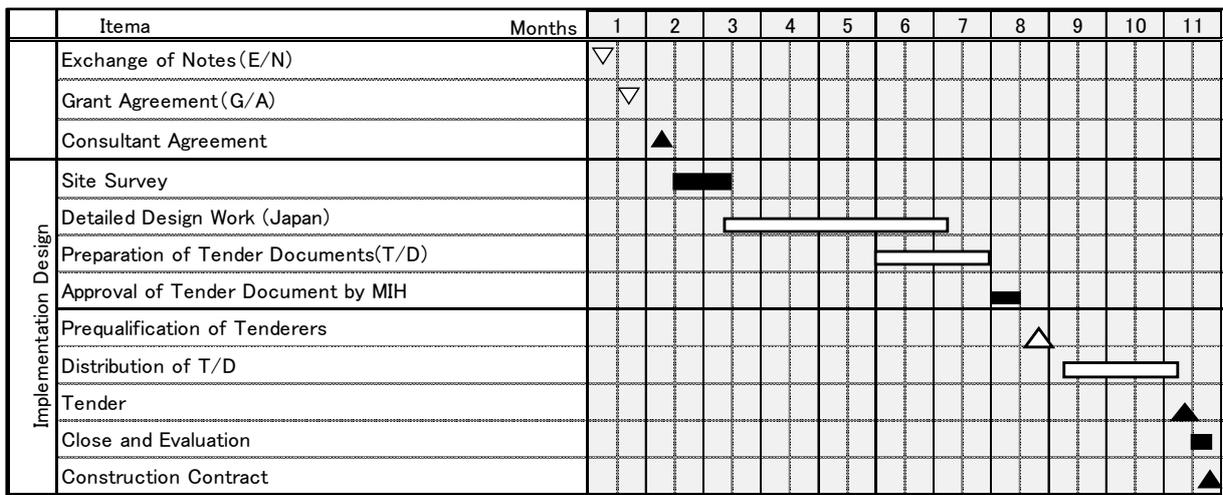 Itema Months 1 2 3 4 5 6 7 8 9 10 11
Exchange of Notes(E/N)
Grant Agreement(G/A)
Consultant Agreement
Implementation Design
Site Survey
Detailed Design Work (Japan)
Preparation of Tender Documents(T/D)
Approval of Tender Document by MIH
Prequalification of Tenderers
Distribution of T/D
Tender
Close and Evaluation
Construction Contract